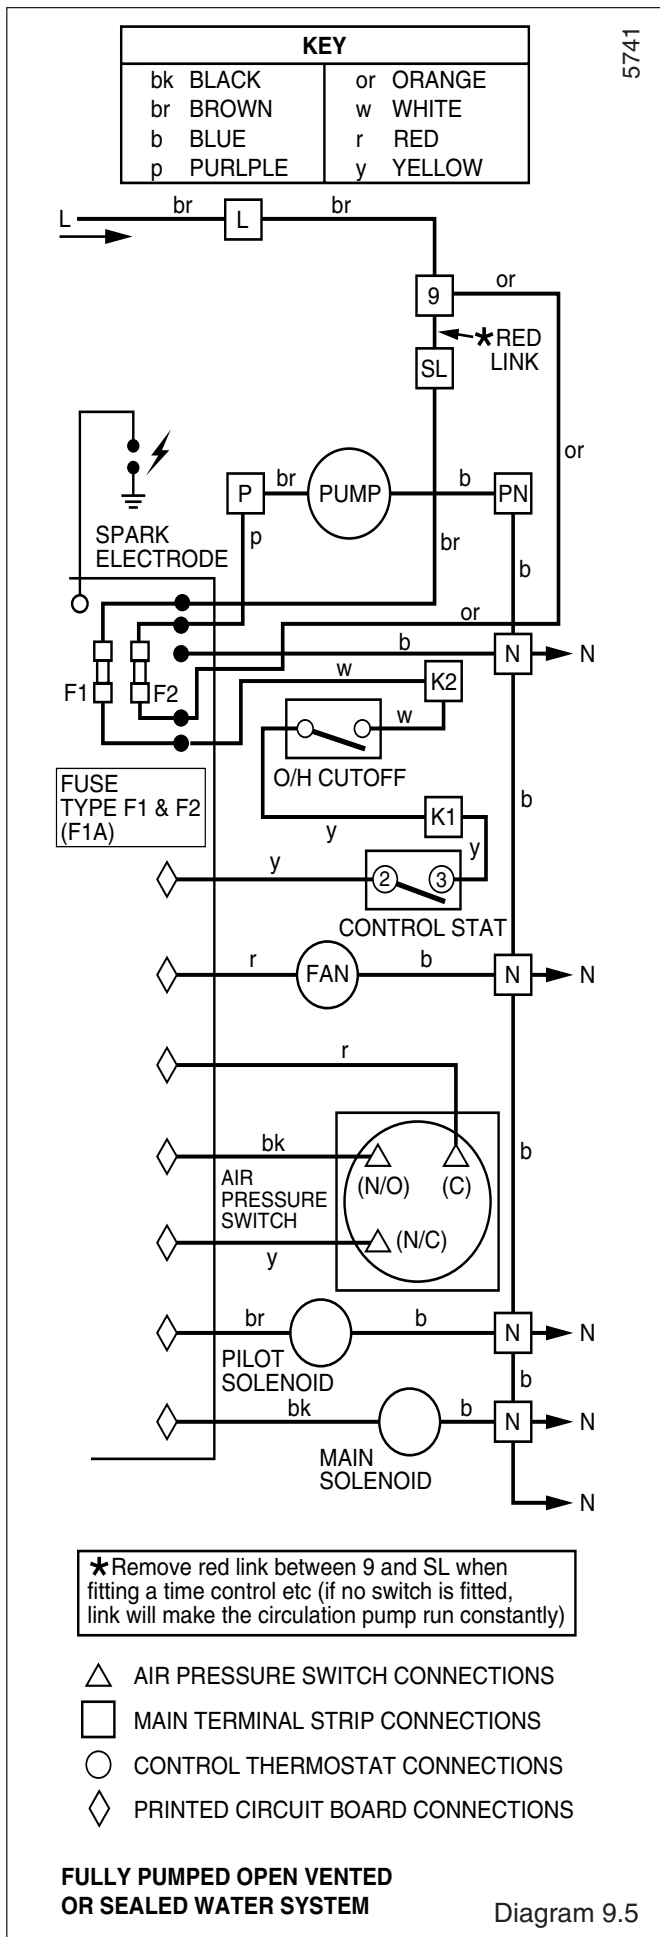 5741
KEY
bk BLACK
br BROWN
b BLUE
p PURLPLE
or ORANGE
w WHITE
r RED
y YELLOW
L br L br
9 or
*RED
LINK
SL
or
P br PUMP b PN
SPARK
ELECTRODE
p
br
b
or
b N N
F1 F2
w K2
w
O/H CUTOFF
FUSE
TYPE F1 & F2
(F1A)
b
K1
y
y
y 2 3
CONTROL STAT
r FAN b N N
r
bk
b
AIR
PRESSURE
SWITCH
(N/O) (C)
(N/C)
y
br b N N
PILOT
SOLENOID
b
bk b N N
MAIN
SOLENOID
N
*Remove red link between 9 and SL when
fitting a time control etc (if no switch is fitted,
link will make the circulation pump run constantly)
AIR PRESSURE SWITCH CONNECTIONS
MAIN TERMINAL STRIP CONNECTIONS
CONTROL THERMOSTAT CONNECTIONS
PRINTED CIRCUIT BOARD CONNECTIONS
FULLY PUMPED OPEN VENTED
OR SEALED WATER SYSTEM
Diagram 9.5